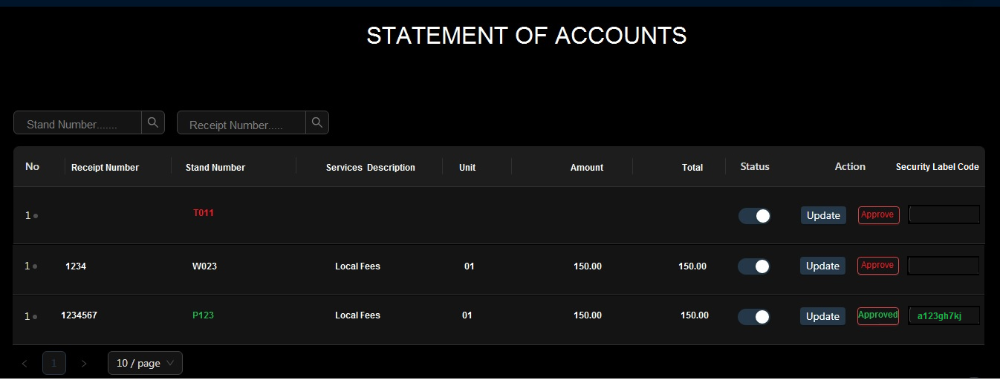 STATEMENT OF ACCOUNTS
Stand Number....... Receipt Number.....
No Receipt Number Stand Number Services Description Unit Amount Total Status Action Security Label Code
1 T011 Update Approve
1 1234 W023 Local Fees 01 150.00 150.00 Update Approve
1 1234567 P123 Local Fees 01 150.00 150.00 Update Approved a123gh7kj
< 1 > 10 / page